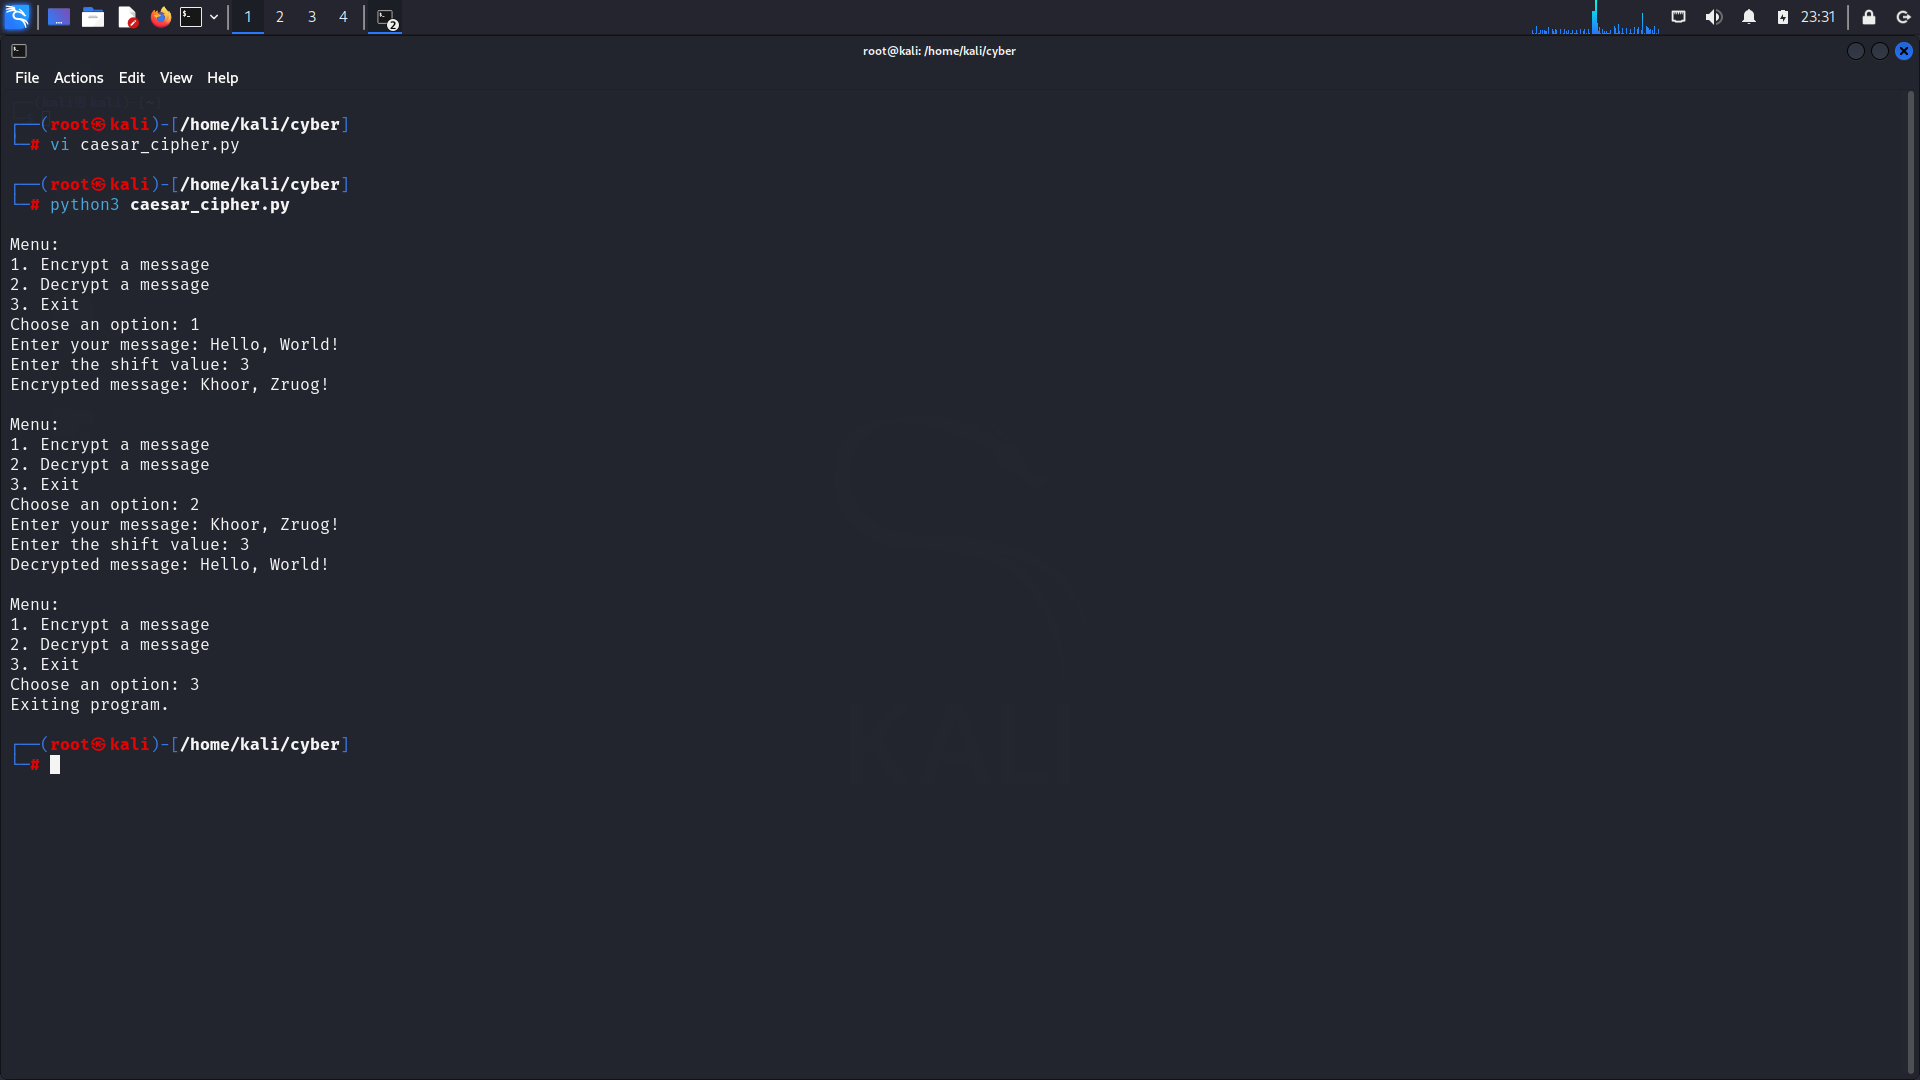 1 2 3 4 2 23:31
root@kali: /home/kali/cyber
File Actions Edit View Help
┌──(root㉿kali)-[/home/kali/cyber]
└─# vi caesar_cipher.py
┌──(root㉿kali)-[/home/kali/cyber]
└─# python3 caesar_cipher.py
Menu:
1. Encrypt a message
2. Decrypt a message
3. Exit
Choose an option: 1
Enter your message: Hello, World!
Enter the shift value: 3
Encrypted message: Khoor, Zruog!
Menu:
1. Encrypt a message
2. Decrypt a message
3. Exit
Choose an option: 2
Enter your message: Khoor, Zruog!
Enter the shift value: 3
Decrypted message: Hello, World!
Menu:
1. Encrypt a message
2. Decrypt a message
3. Exit
Choose an option: 3
Exiting program.
┌──(root㉿kali)-[/home/kali/cyber]
└─#
KALI